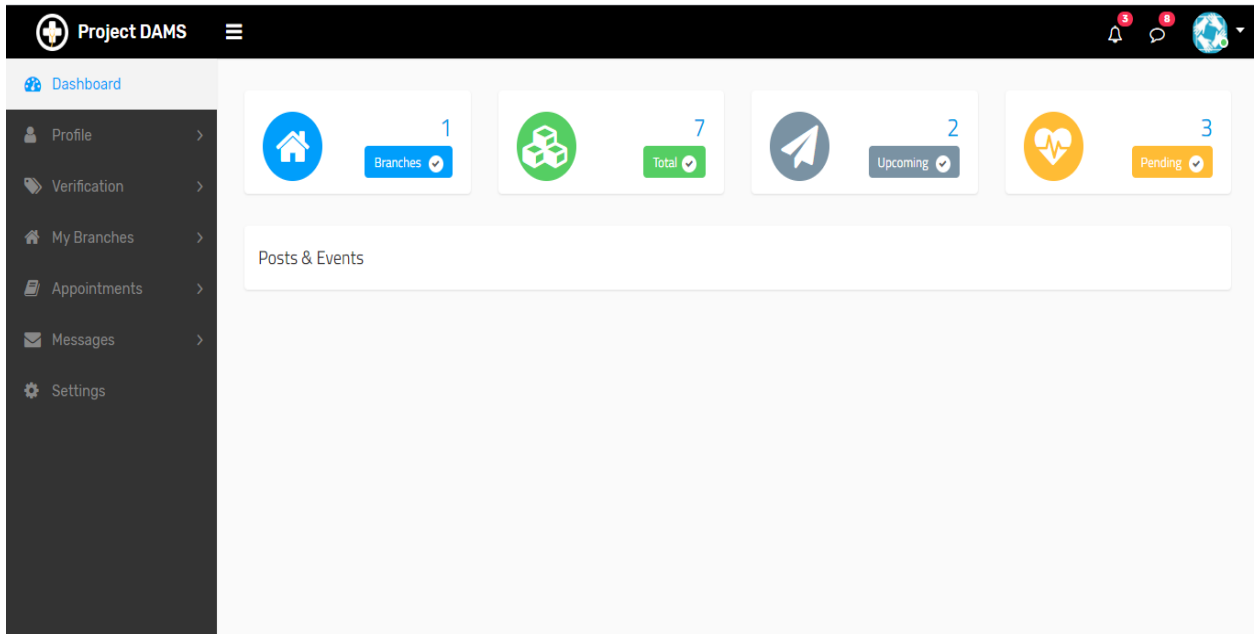 Project DAMS
3
8
Dashboard
Profile
Verification
My Branches
Appointments
Messages
Settings
1
Branches
7
Total
2
Upcoming
3
Pending
Posts & Events